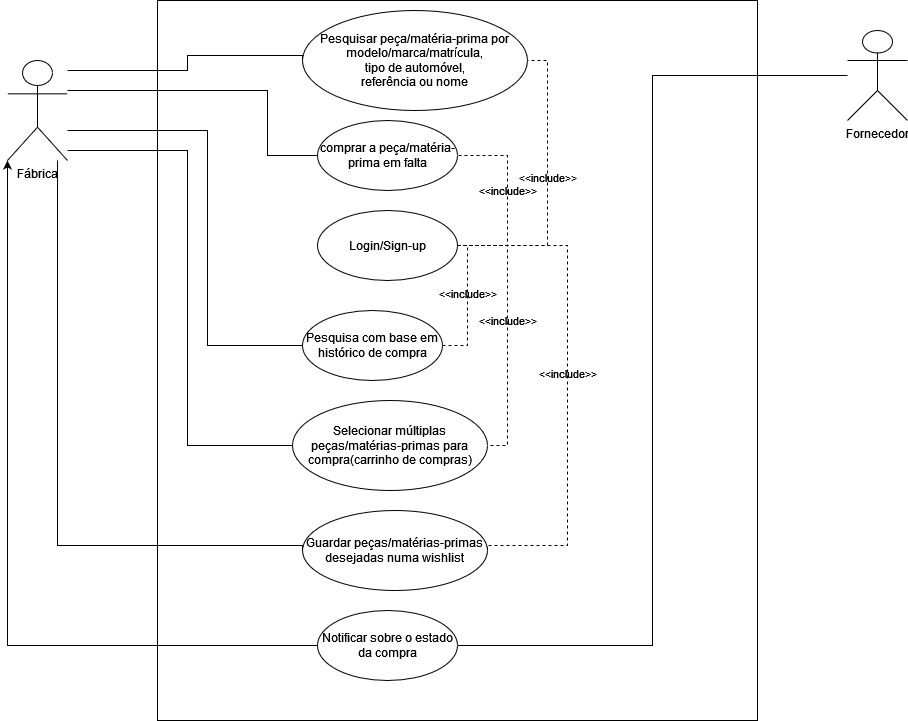 Pesquisar peça/matéria-prima por
modelo/marca/matrícula,
tipo de automóvel,
referência ou nome
Fornecedor
comprar a peça/matéria-
prima em falta
Fábrica
<<include>>
<<include>>
Login/Sign-up
<<include>>
<<include>>
Pesquisa com base em
histórico de compra
<<include>>
Selecionar múltiplas
peças/matérias-primas para
compra(carrinho de compras)
Guardar peças/matérias-primas
desejadas numa wishlist
Notificar sobre o estado
da compra